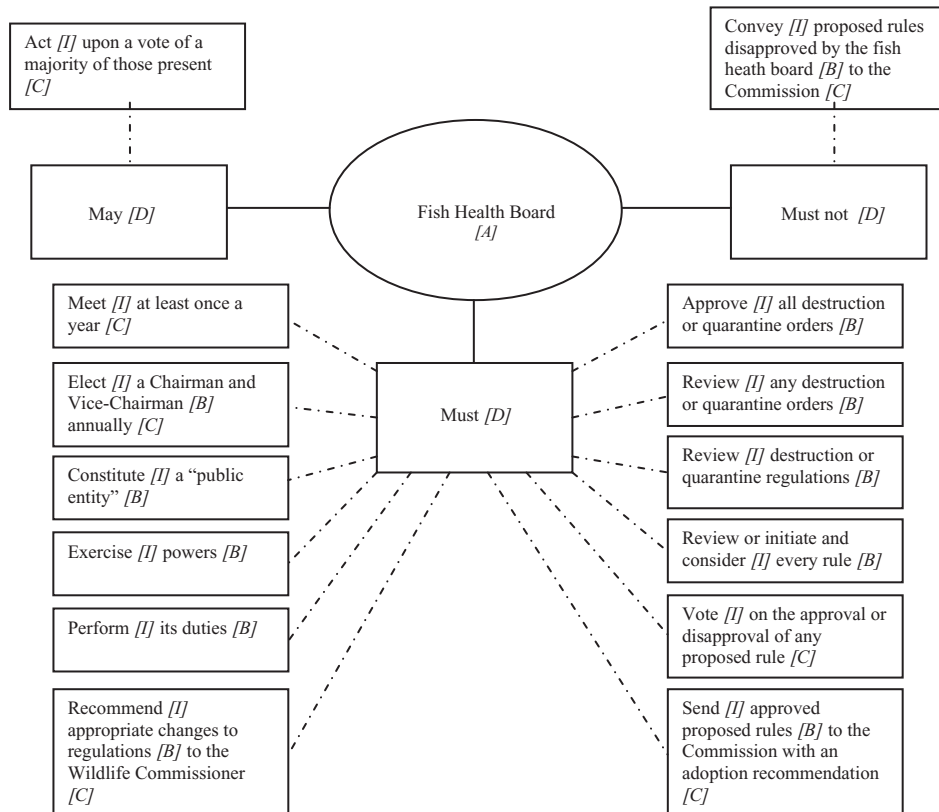 Act [I] upon a vote of a
majority of those present
[C]
Convey [I] proposed rules
disapproved by the fish
heath board [B] to the
Commission [C]
May [D]
Fish Health Board
[A]
Must not [D]
Meet [I] at least once a
year [C]
Elect [I] a Chairman and
Vice-Chairman [B]
annually [C]
Constitute [I] a “public
entity” [B]
Exercise [I] powers [B]
Perform [I] its duties [B]
Recommend [I]
appropriate changes to
regulations [B] to the
Wildlife Commissioner
[C]
Must [D]
Approve [I] all destruction
or quarantine orders [B]
Review [I] any destruction
or quarantine orders [B]
Review [I] destruction or
quarantine regulations [B]
Review or initiate and
consider [I] every rule [B]
Vote [I] on the approval or
disapproval of any
proposed rule [C]
Send [I] approved
proposed rules [B] to the
Commission with an
adoption recommendation
[C]